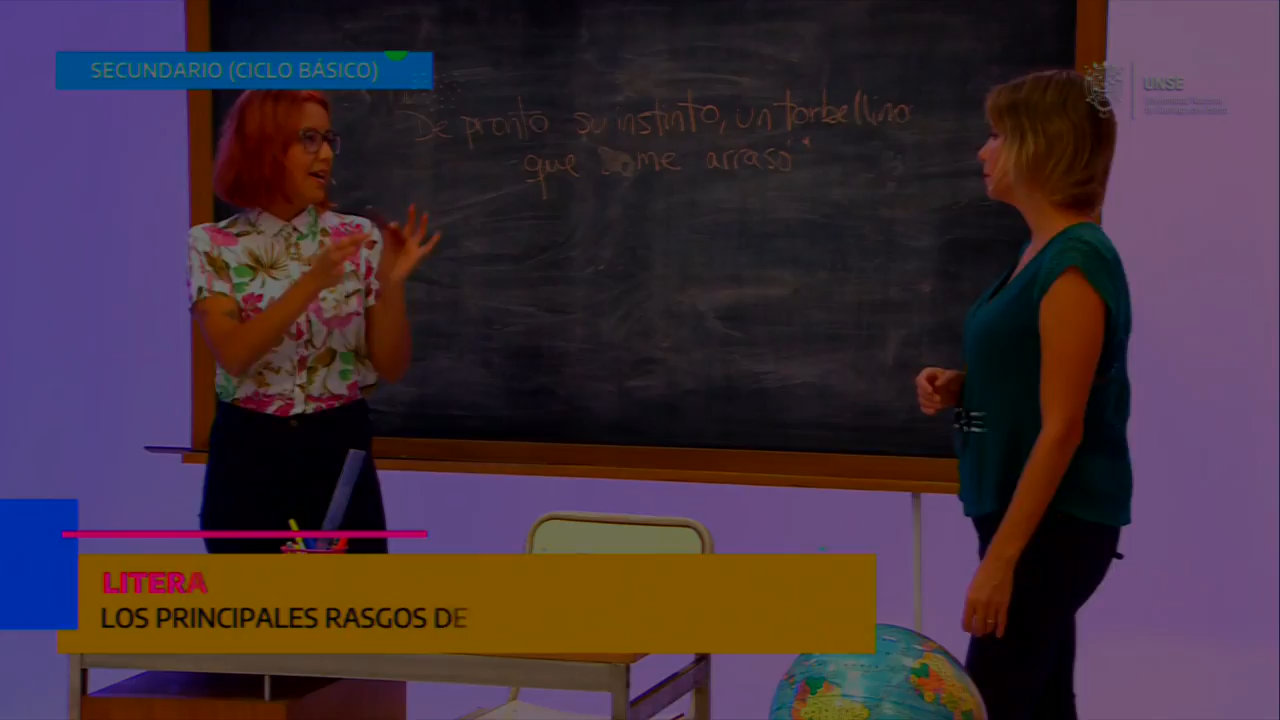 SECUNDARIO (CICLO BÁSICO)
UNSE
De pronto su instinto, un torbellino
que me arrasó"
LITERA
LOS PRINCIPALES RASGOS DE